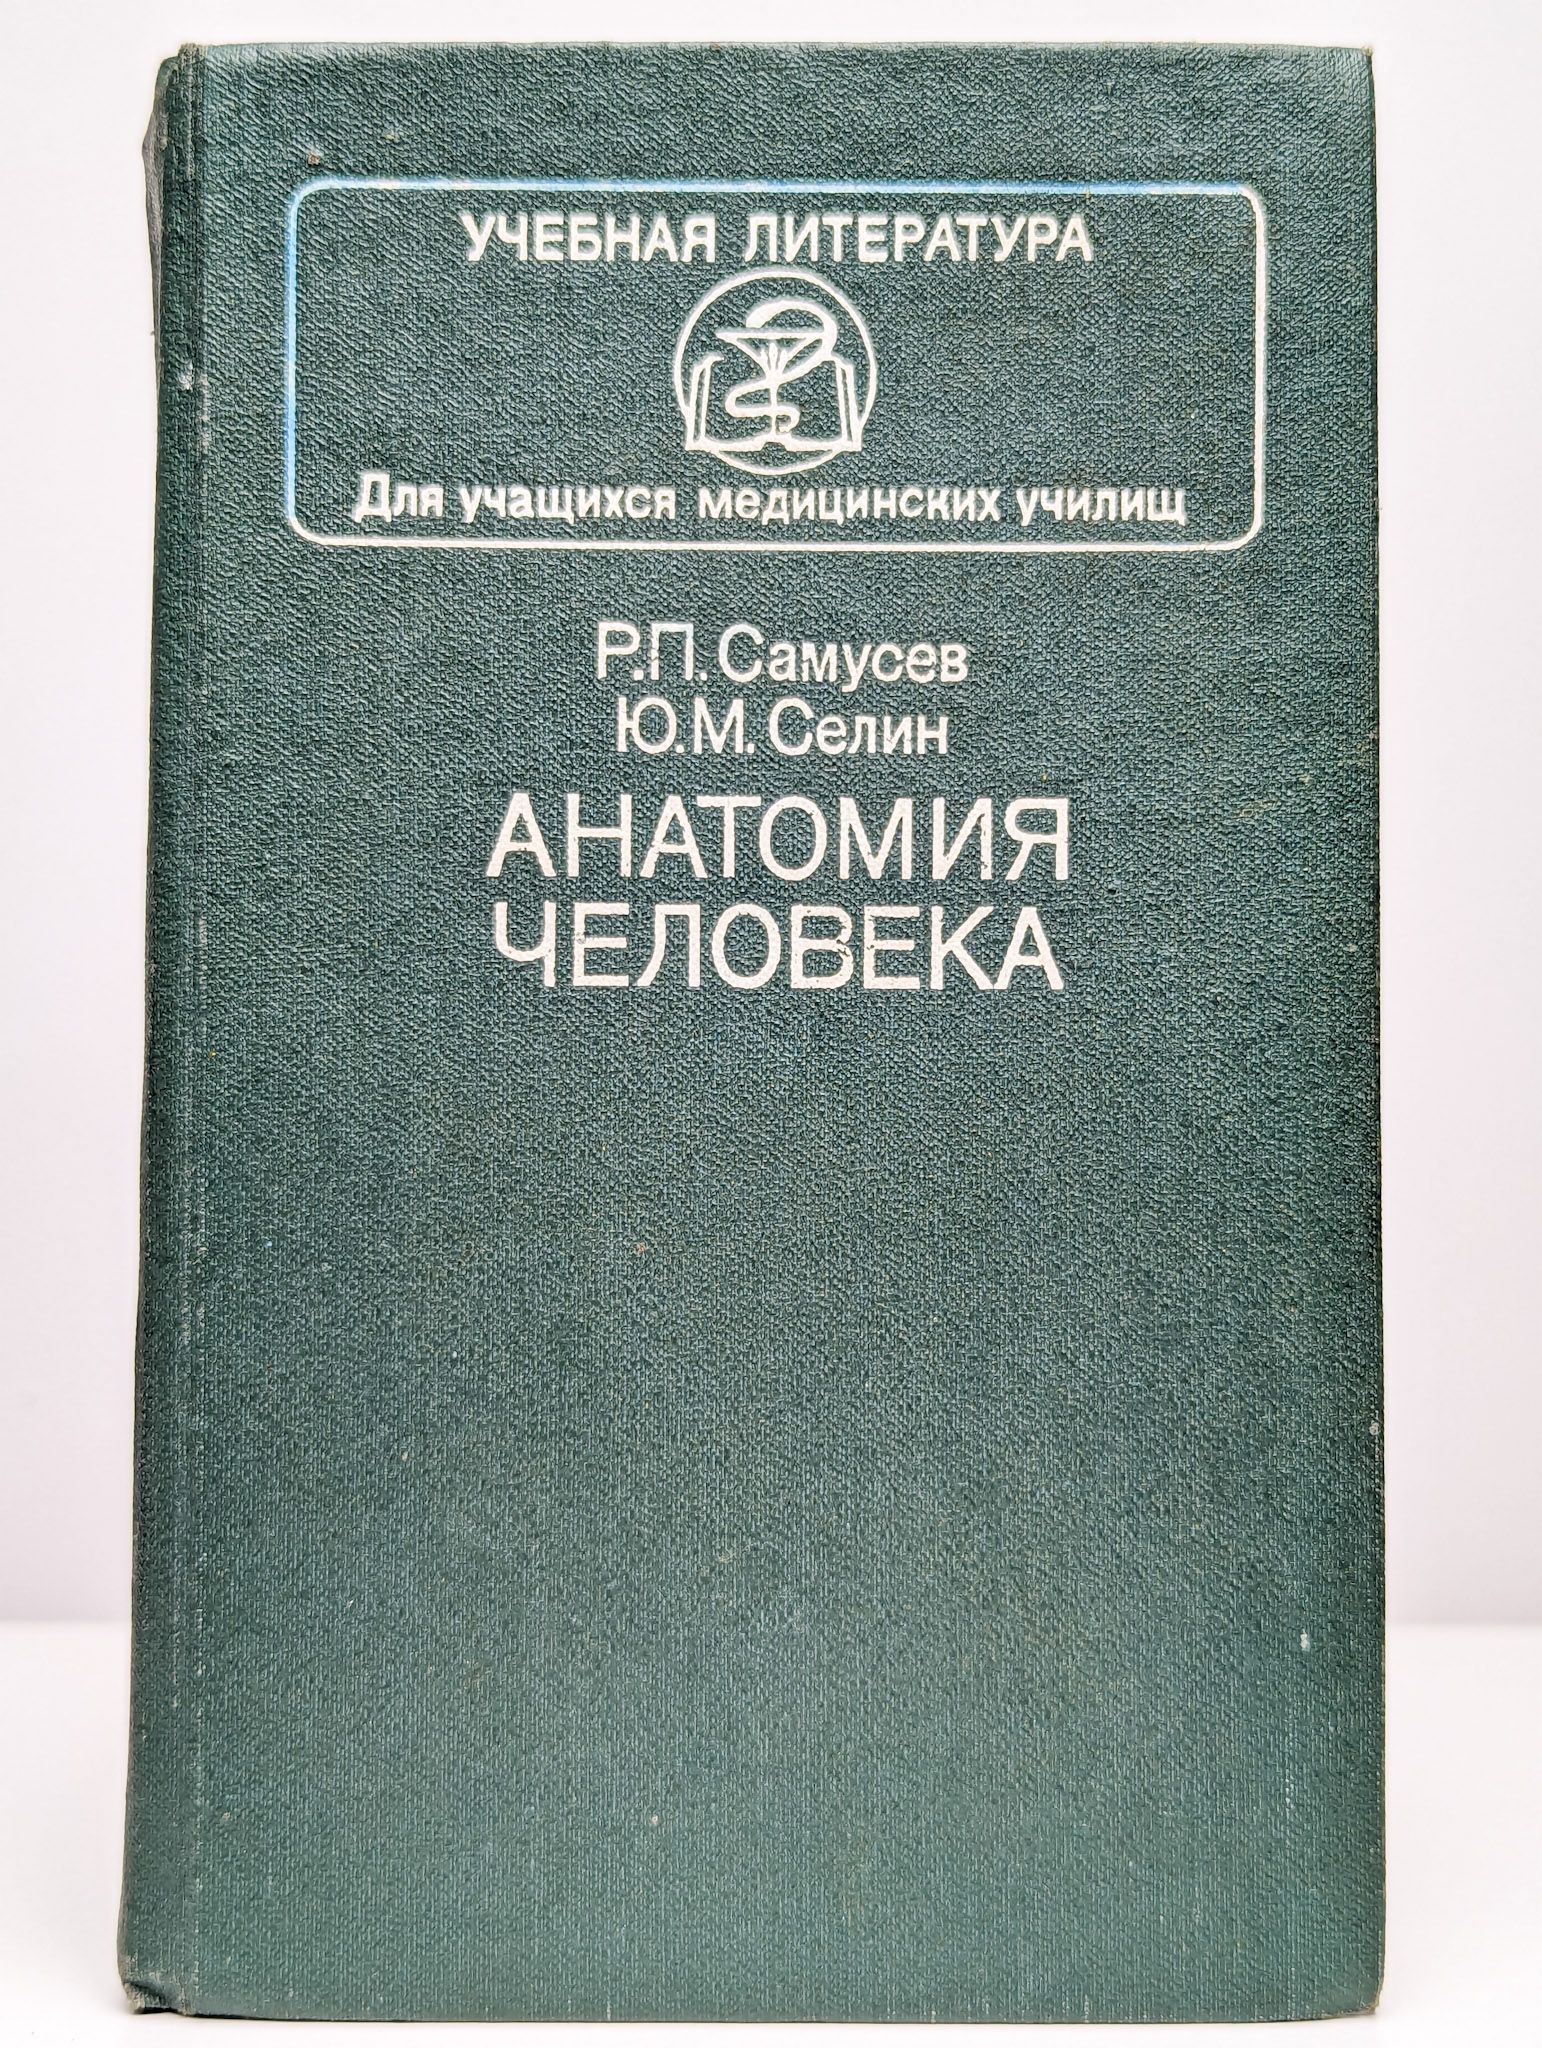 УЧЕБНАЯ ЛИТЕРАТУРА
Для учащихся медицинских училищ
Р.П. Самусев
Ю.М. Селин
АНАТОМИЯ
ЧЕЛОВЕКА